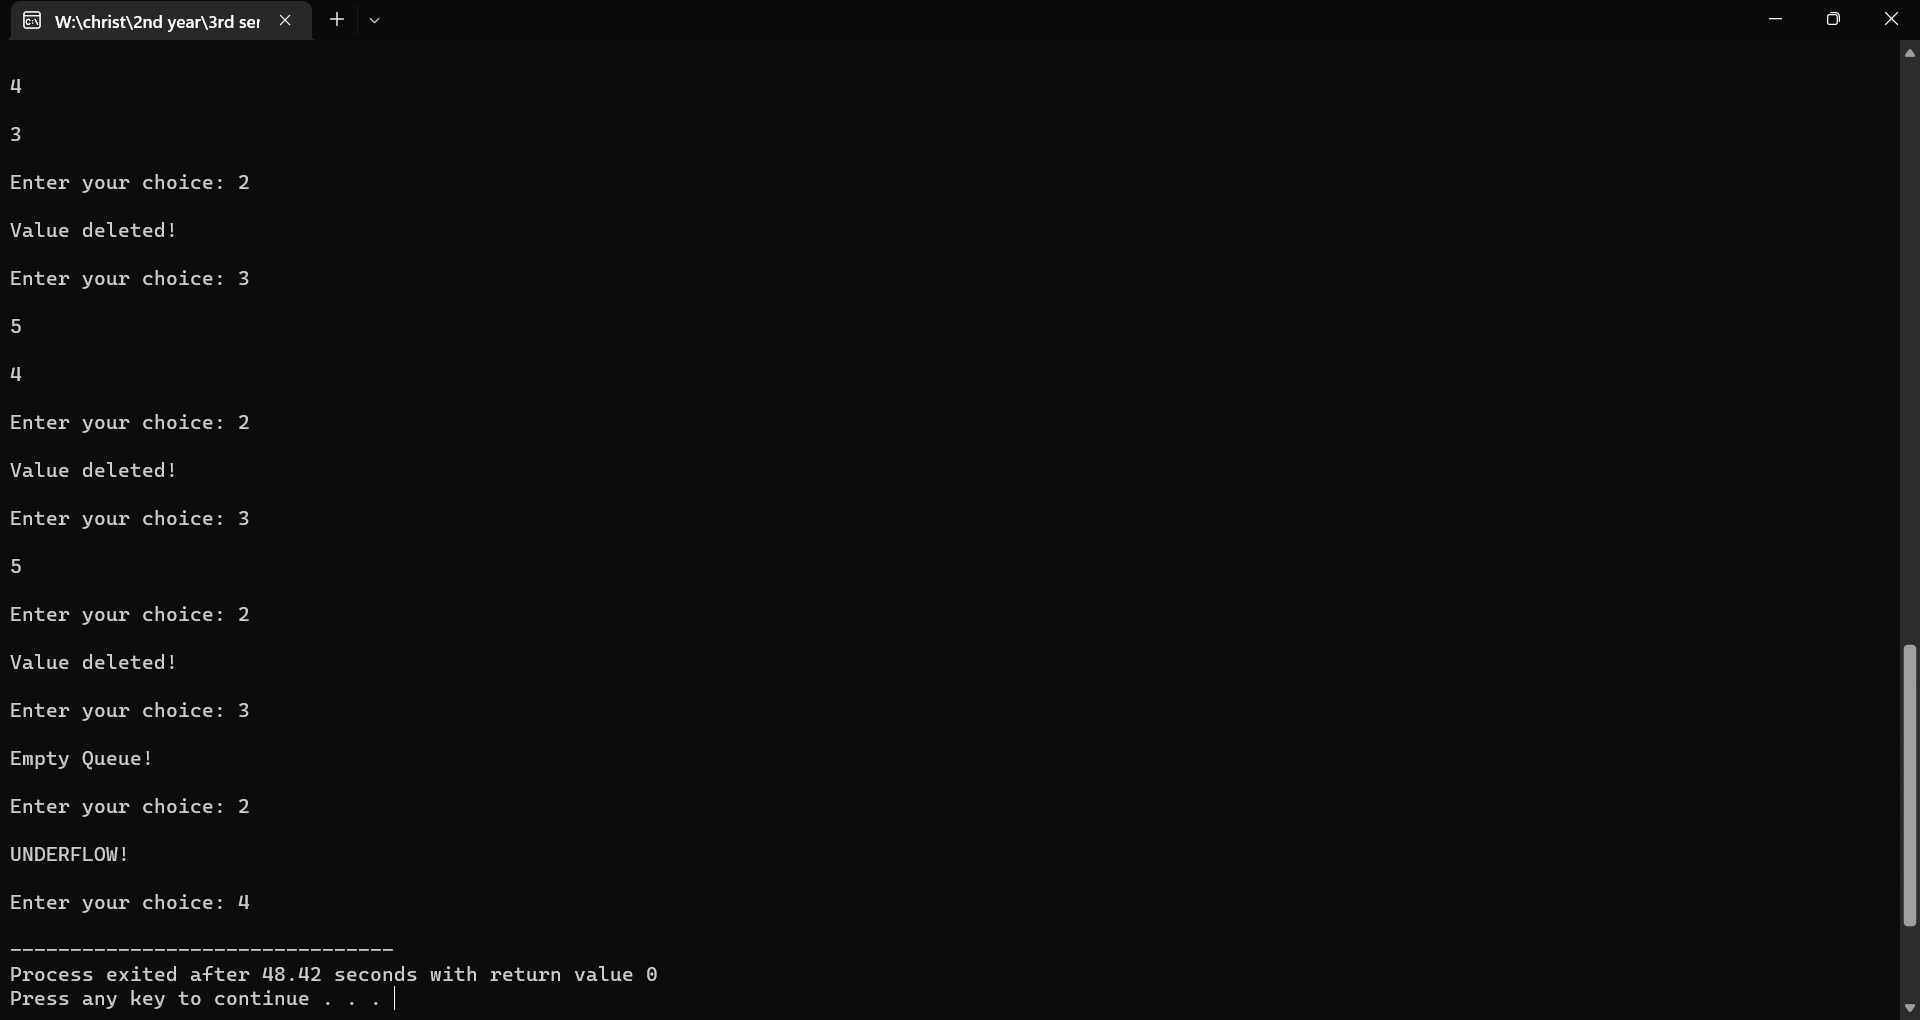 W:\christ\2nd year\3rd ser
4
3
Enter your choice: 2
Value deleted!
Enter your choice: 3
5
4
Enter your choice: 2
Value deleted!
Enter your choice: 3
5
Enter your choice: 2
Value deleted!
Enter your choice: 3
Empty Queue!
Enter your choice: 2
UNDERFLOW!
Enter your choice: 4
--------------------------------
Process exited after 48.42 seconds with return value 0
Press any key to continue . . .